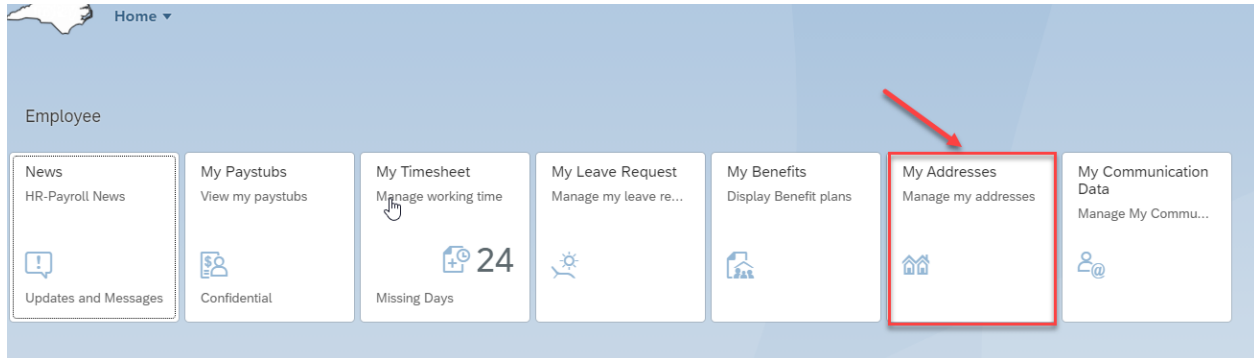 Home
Employee
News
HR-Payroll News
Updates and Messages
My Paystubs
View my paystubs
Confidential
My Timesheet
Manage working time
24
Missing Days
My Leave Request
Manage my leave re...
My Benefits
Display Benefit plans
My Addresses
Manage my addresses
My Communication
Data
Manage My Commu...